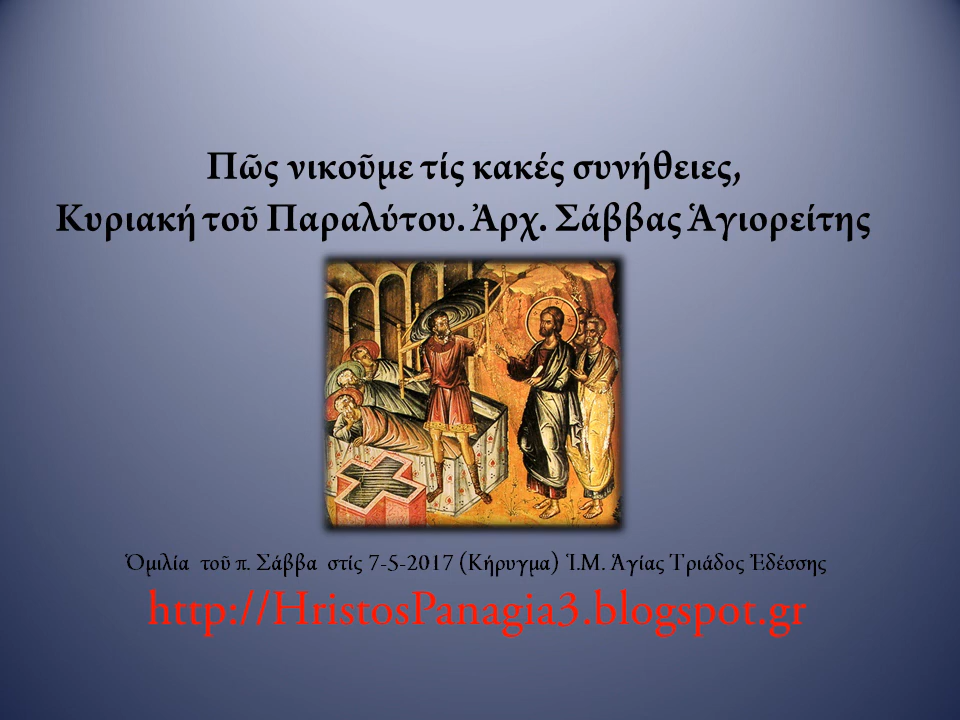 Πῶς νικοῦμε τίς κακές συνήθειες,
Κυριακή τοῦ Παραλύτου. Ἀρχ. Σάββας Ἁγιορείτης
Ὁμιλία τοῦ π. Σάββα στίς 7-5-2017 (Κήρυγμα) Ἱ.Μ. Ἁγίας Τριάδος Ἐδέσσης
http://HristosPanagia3.blogspot.gr